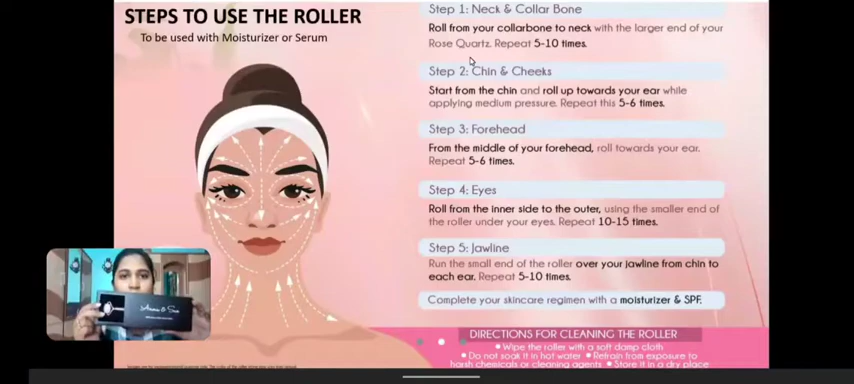 STEPS TO USE THE ROLLER
To be used with Moisturizer or Serum
Step 1: Neck & Collar Bone
Roll from your collarbone to neck with the larger end of your
Rose Quartz. Repeat 5-10 times.
Step 2: Chin & Cheeks
Start from the chin and roll up towards your ear while
applying medium pressure. Repeat this 5-6 times.
Step 3: Forehead
From the middle of your forehead, roll towards your ear.
Repeat 5-6 times.
Step 4: Eyes
Roll from the inner side to the outer, using the smaller end of
the roller under your eyes. Repeat 10-15 times.
Step 5: Jawline
Run the small end of the roller over your jawline from chin to
each ear. Repeat 5-10 times.
Complete your skincare regimen with a moisturizer & SPF.
DIRECTIONS FOR CLEANING THE ROLLER
• Wipe the roller with a soft damp cloth
• Do not soak it in hot water • Refrain from exposure to
harsh chemicals or cleaning agents • Store it in a dry place